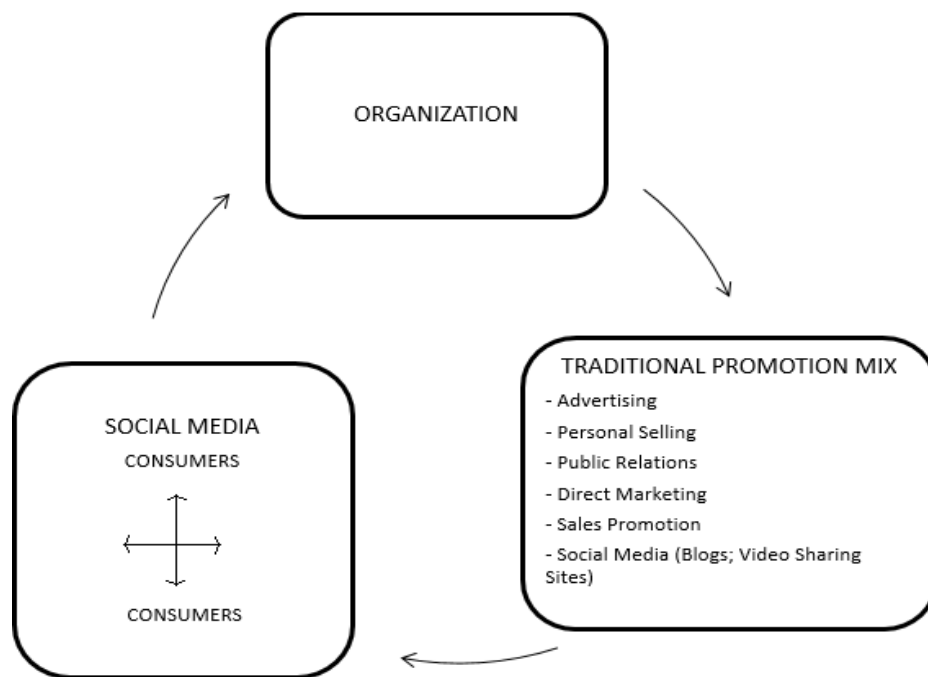 ORGANIZATION
TRADITIONAL PROMOTION MIX
- Advertising
- Personal Selling
- Public Relations
- Direct Marketing
- Sales Promotion
- Social Media (Blogs; Video Sharing
Sites)
SOCIAL MEDIA
CONSUMERS
CONSUMERS